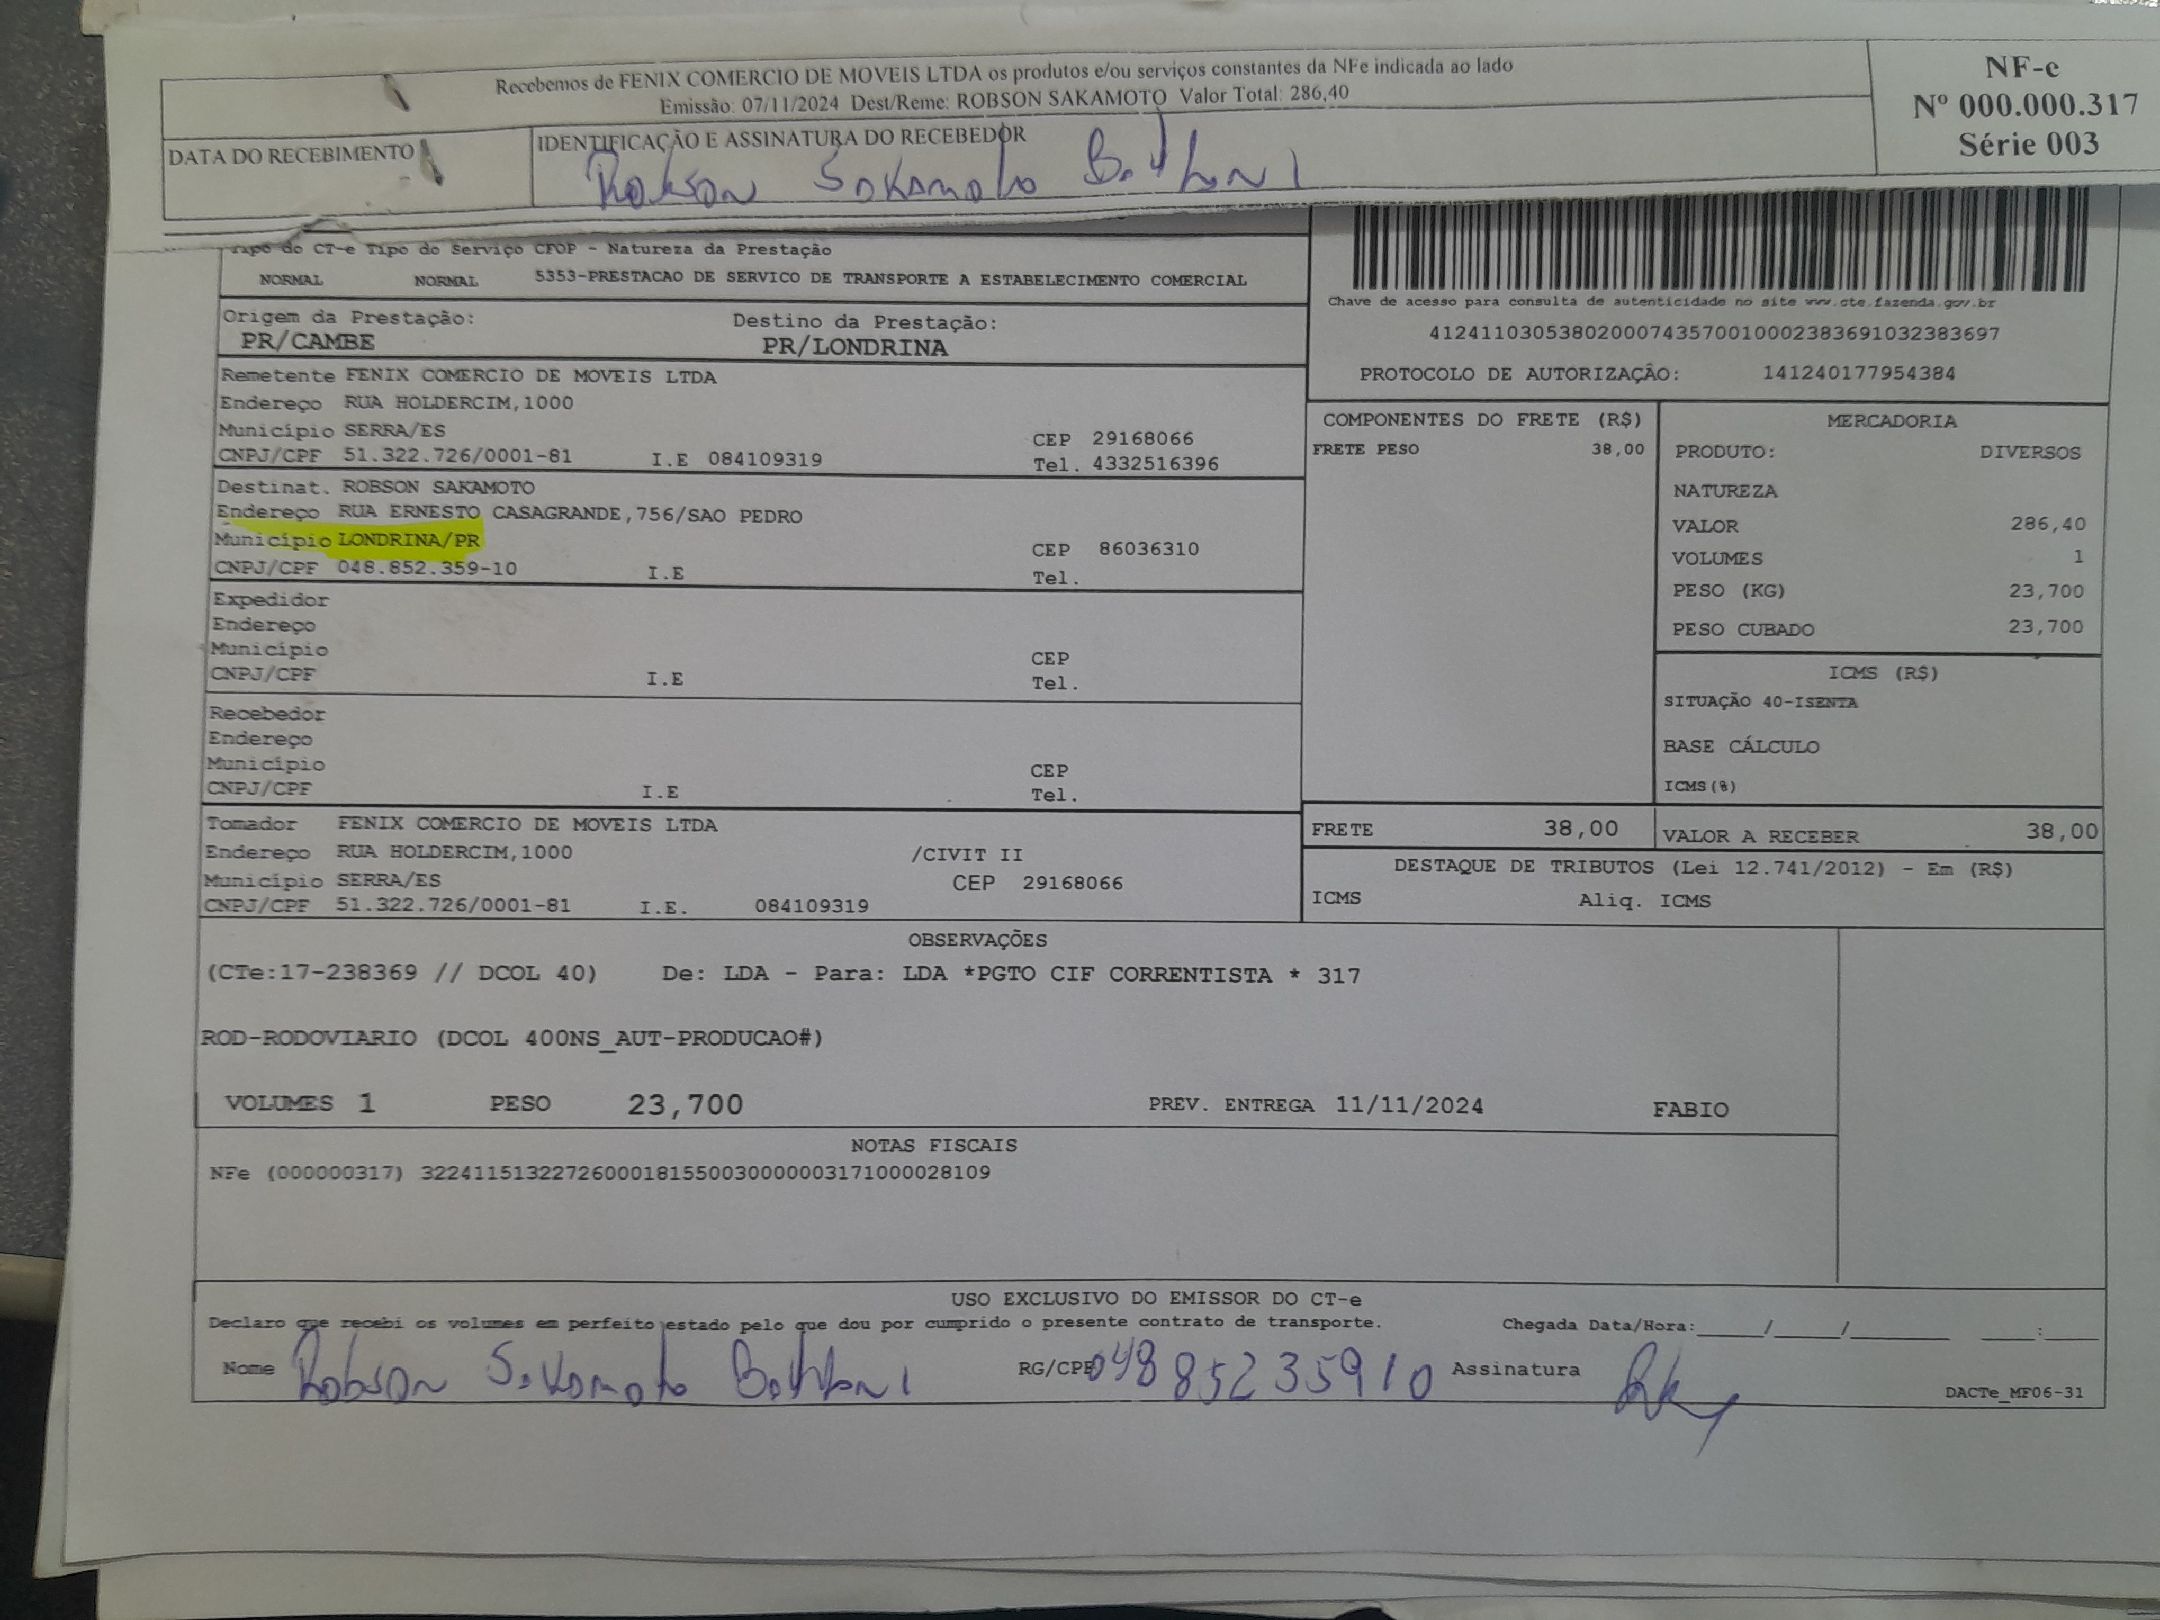 Recebemos de FENIX COMERCIO DE MOVEIS LTDA os produtos e/ou serviços constantes da NFe indicada ao lado
Emissão: 07/11/2024 Dest/Reme: ROBSON SAKAMOTO Valor Total: 286,40
NF-e
Nº 000.000.317
Série 003
DATA DO RECEBIMENTO
IDENTIFICAÇÃO E ASSINATURA DO RECEBEDOR
Robson Sakamoto
Tipo do CT-e Tipo do Serviço CFOP - Natureza da Prestação
NORMAL NORMAL 5353-PRESTACAO DE SERVICO DE TRANSPORTE A ESTABELECIMENTO COMERCIAL
Chave de acesso para consulta de autenticidade no site www.cte.fazenda.gov.br
41241103053802000743570010002383691032383697
PROTOCOLO DE AUTORIZAÇÃO: 141240177954384
Origem da Prestação: Destino da Prestação:
PR/CAMBE PR/LONDRINA
Remetente FENIX COMERCIO DE MOVEIS LTDA
Endereço RUA HOLDERCIM,1000
Município SERRA/ES CEP 29168066
CNPJ/CPF 51.322.726/0001-81 I.E 084109319 Tel. 4332516396
Destinat. ROBSON SAKAMOTO
Endereço RUA ERNESTO CASAGRANDE,756/SAO PEDRO
Município LONDRINA/PR CEP 86036310
CNPJ/CPF 048.852.359-10 I.E Tel.
Expedidor
Endereço
Município CEP
CNPJ/CPF I.E Tel.
Recebedor
Endereço
Município CEP
CNPJ/CPF I.E Tel.
Tomador FENIX COMERCIO DE MOVEIS LTDA
Endereço RUA HOLDERCIM,1000 /CIVIT II
Município SERRA/ES CEP 29168066
CNPJ/CPF 51.322.726/0001-81 I.E. 084109319
COMPONENTES DO FRETE (R$)
FRETE PESO 38,00
MERCADORIA
PRODUTO: DIVERSOS
NATUREZA
VALOR 286,40
VOLUMES 1
PESO (KG) 23,700
PESO CUBADO 23,700
ICMS (R$)
SITUAÇÃO 40-ISENTA
BASE CÁLCULO
ICMS(%)
FRETE 38,00 VALOR A RECEBER 38,00
DESTAQUE DE TRIBUTOS (Lei 12.741/2012) - Em (R$)
ICMS Aliq. ICMS
OBSERVAÇÕES
(CTe:17-238369 // DCOL 40) De: LDA - Para: LDA *PGTO CIF CORRENTISTA * 317
ROD-RODOVIARIO (DCOL 400NS_AUT-PRODUCAO#)
VOLUMES 1 PESO 23,700 PREV. ENTREGA 11/11/2024 FABIO
NOTAS FISCAIS
NFe (000000317) 32241151322726000181550030000003171000028109
USO EXCLUSIVO DO EMISSOR DO CT-e
Declaro que recebi os volumes em perfeito estado pelo que dou por cumprido o presente contrato de transporte. Chegada Data/Hora:____/____/______ ___:___
Nome Robson Sakamoto RG/CPF 04885235910 Assinatura
DACTe_MF06-31